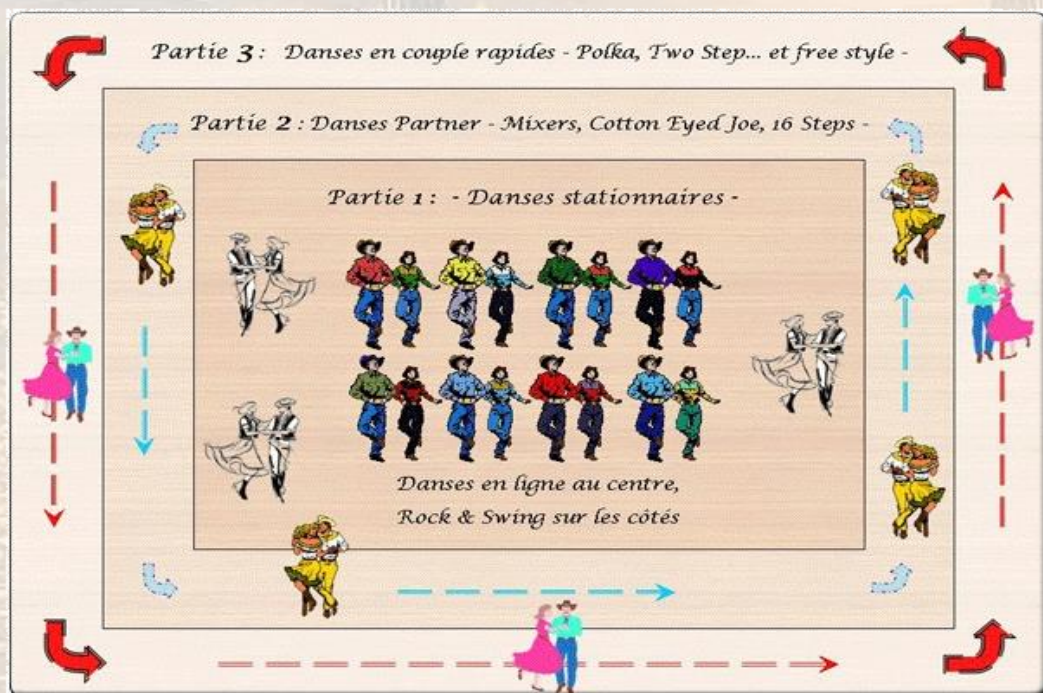 Partie 3 : Danses en couple rapides - Polka, Two Step... et free style -
Partie 2 : Danses Partner - Mixers, Cotton Eyed Joe, 16 Steps -
Partie 1 : - Danses stationnaires -
Danses en ligne au centre,
Rock & Swing sur les côtés